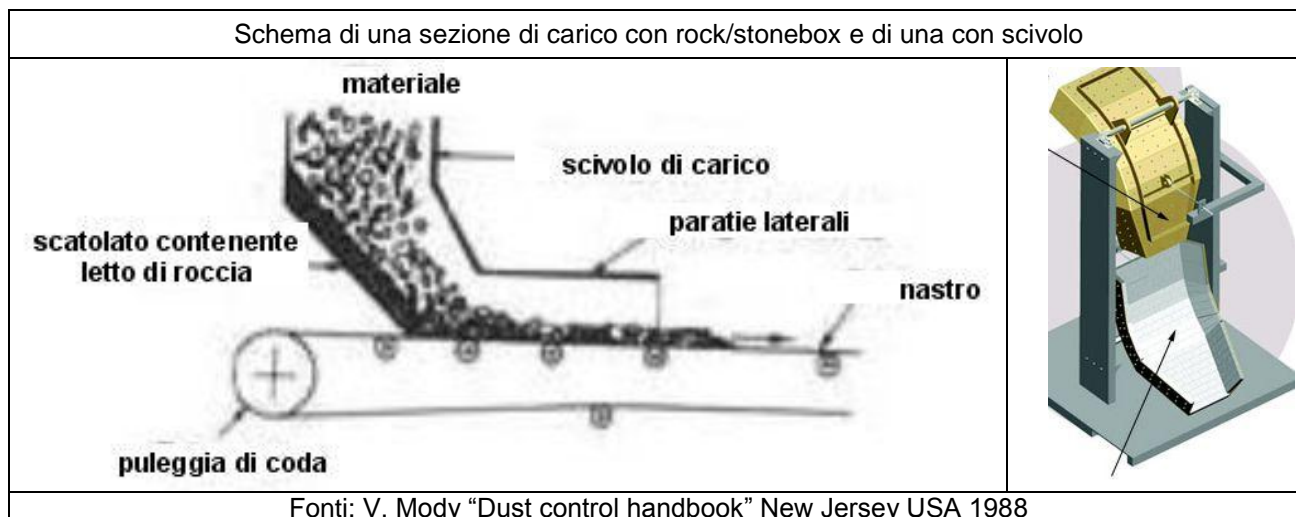 Schema di una sezione di carico con rock/stonebox e di una con scivolo
materiale
scivolo di carico
paratie laterali
scatolato contenente
letto di roccia
nastro
puleggia di coda
Fonti: V. Mody “Dust control handbook” New Jersey USA 1988